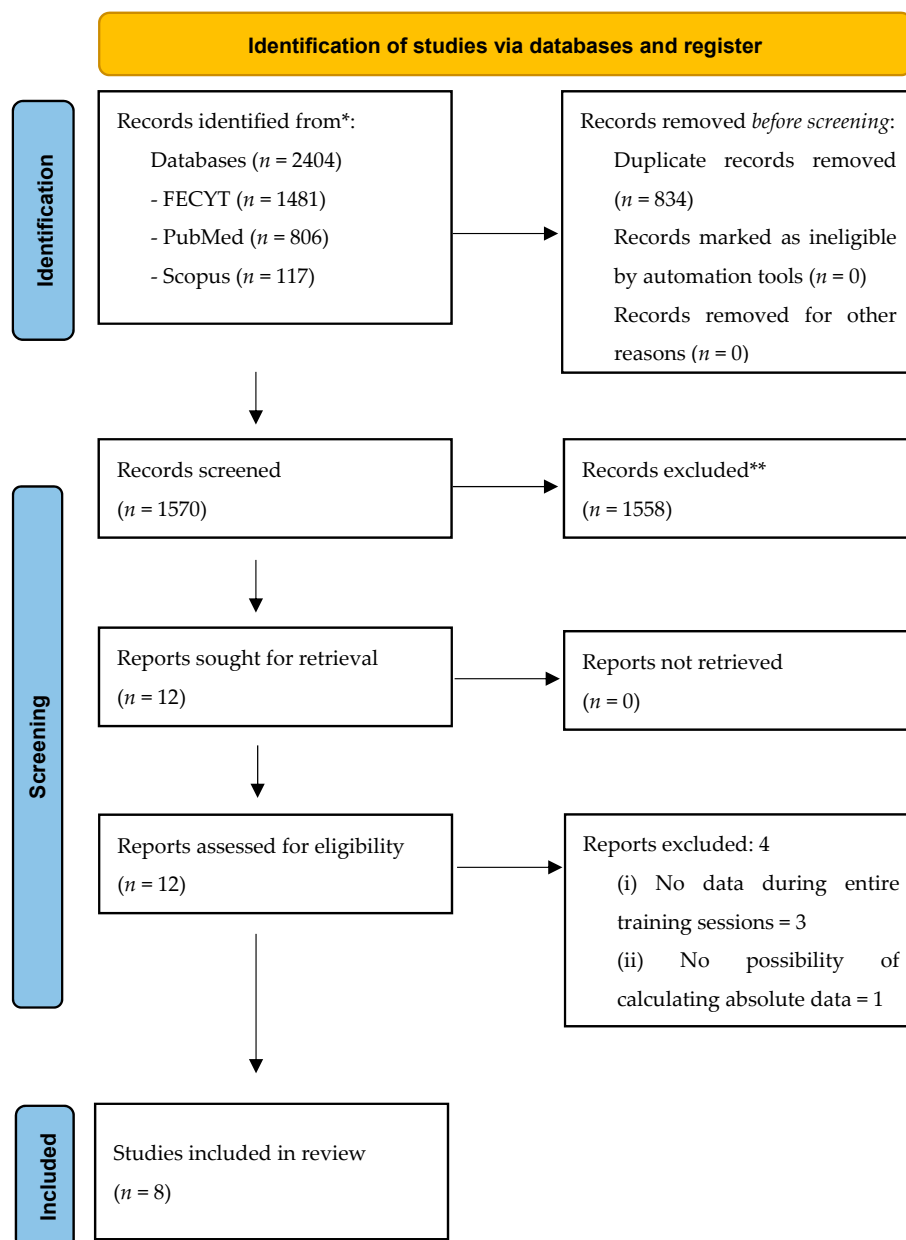 Identification of studies via databases and register
Identification
Records identified from*:
Databases (n = 2404)
- FECYT (n = 1481)
- PubMed (n = 806)
- Scopus (n = 117)
Records removed before screening:
Duplicate records removed
(n = 834)
Records marked as ineligible
by automation tools (n = 0)
Records removed for other
reasons (n = 0)
Screening
Records screened
(n = 1570)
Records excluded**
(n = 1558)
Reports sought for retrieval
(n = 12)
Reports not retrieved
(n = 0)
Reports assessed for eligibility
(n = 12)
Reports excluded: 4
(i) No data during entire
training sessions = 3
(ii) No possibility of
calculating absolute data = 1
Included
Studies included in review
(n = 8)